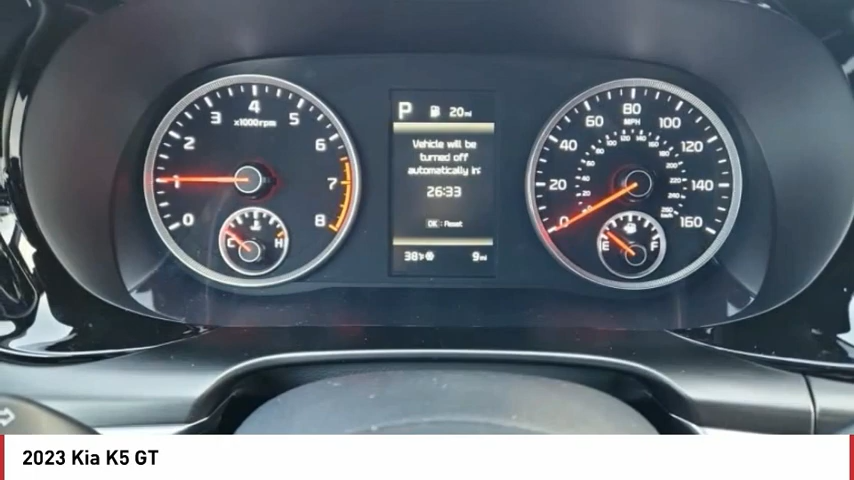 0 1 2 3 4 5 6 7 8
x1000rpm
C H
P 20mi
Vehicle will be
turned off
automatically in:
26:33
OK : Reset
38°F 9mi
0 20 40 60 80 100 120 140 160
MPH
E F
2023 Kia K5 GT